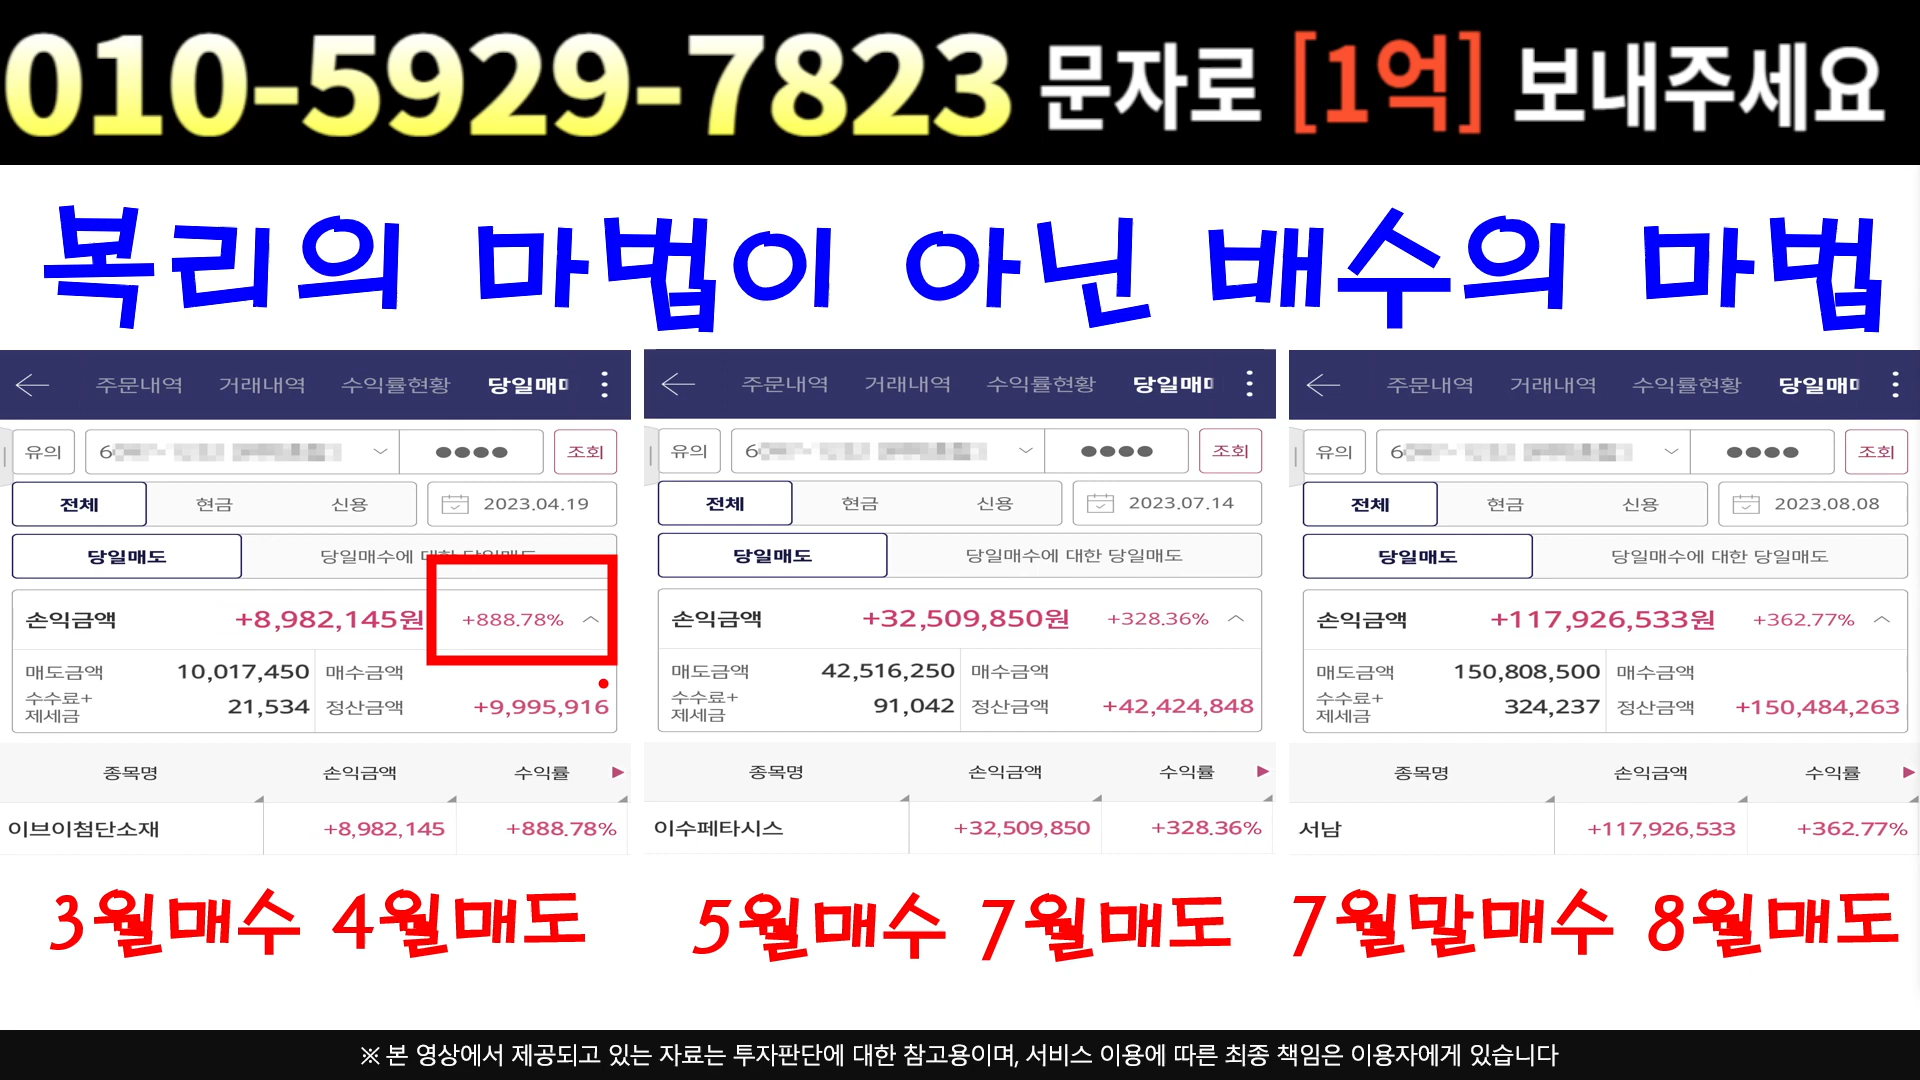 010-5929-7823 문자로 [1억] 보내주세요
복리의 마법이 아닌 배수의 마법
주문내역 거래내역 수익률현황 당일매
유의 6 ●●●● 조회
전체 현금 신용 2023.04.19
당일매도 당일매수에 대한 당일매도
손익금액 +8,982,145원 +888.78%
매도금액 10,017,450 매수금액
수수료+
제세금 21,534 정산금액 +9,995,916
종목명 손익금액 수익률
이브이첨단소재 +8,982,145 +888.78%
3월매수 4월매도
주문내역 거래내역 수익률현황 당일매
유의 6 ●●●● 조회
전체 현금 신용 2023.07.14
당일매도 당일매수에 대한 당일매도
손익금액 +32,509,850원 +328.36%
매도금액 42,516,250 매수금액
수수료+
제세금 91,042 정산금액 +42,424,848
종목명 손익금액 수익률
이수페타시스 +32,509,850 +328.36%
5월매수 7월매도
주문내역 거래내역 수익률현황 당일매
유의 6 ●●●● 조회
전체 현금 신용 2023.08.08
당일매도 당일매수에 대한 당일매도
손익금액 +117,926,533원 +362.77%
매도금액 150,808,500 매수금액
수수료+
제세금 324,237 정산금액 +150,484,263
종목명 손익금액 수익률
서남 +117,926,533 +362.77%
7월말매수 8월매도
※ 본 영상에서 제공되고 있는 자료는 투자판단에 대한 참고용이며, 서비스 이용에 따른 최종 책임은 이용자에게 있습니다